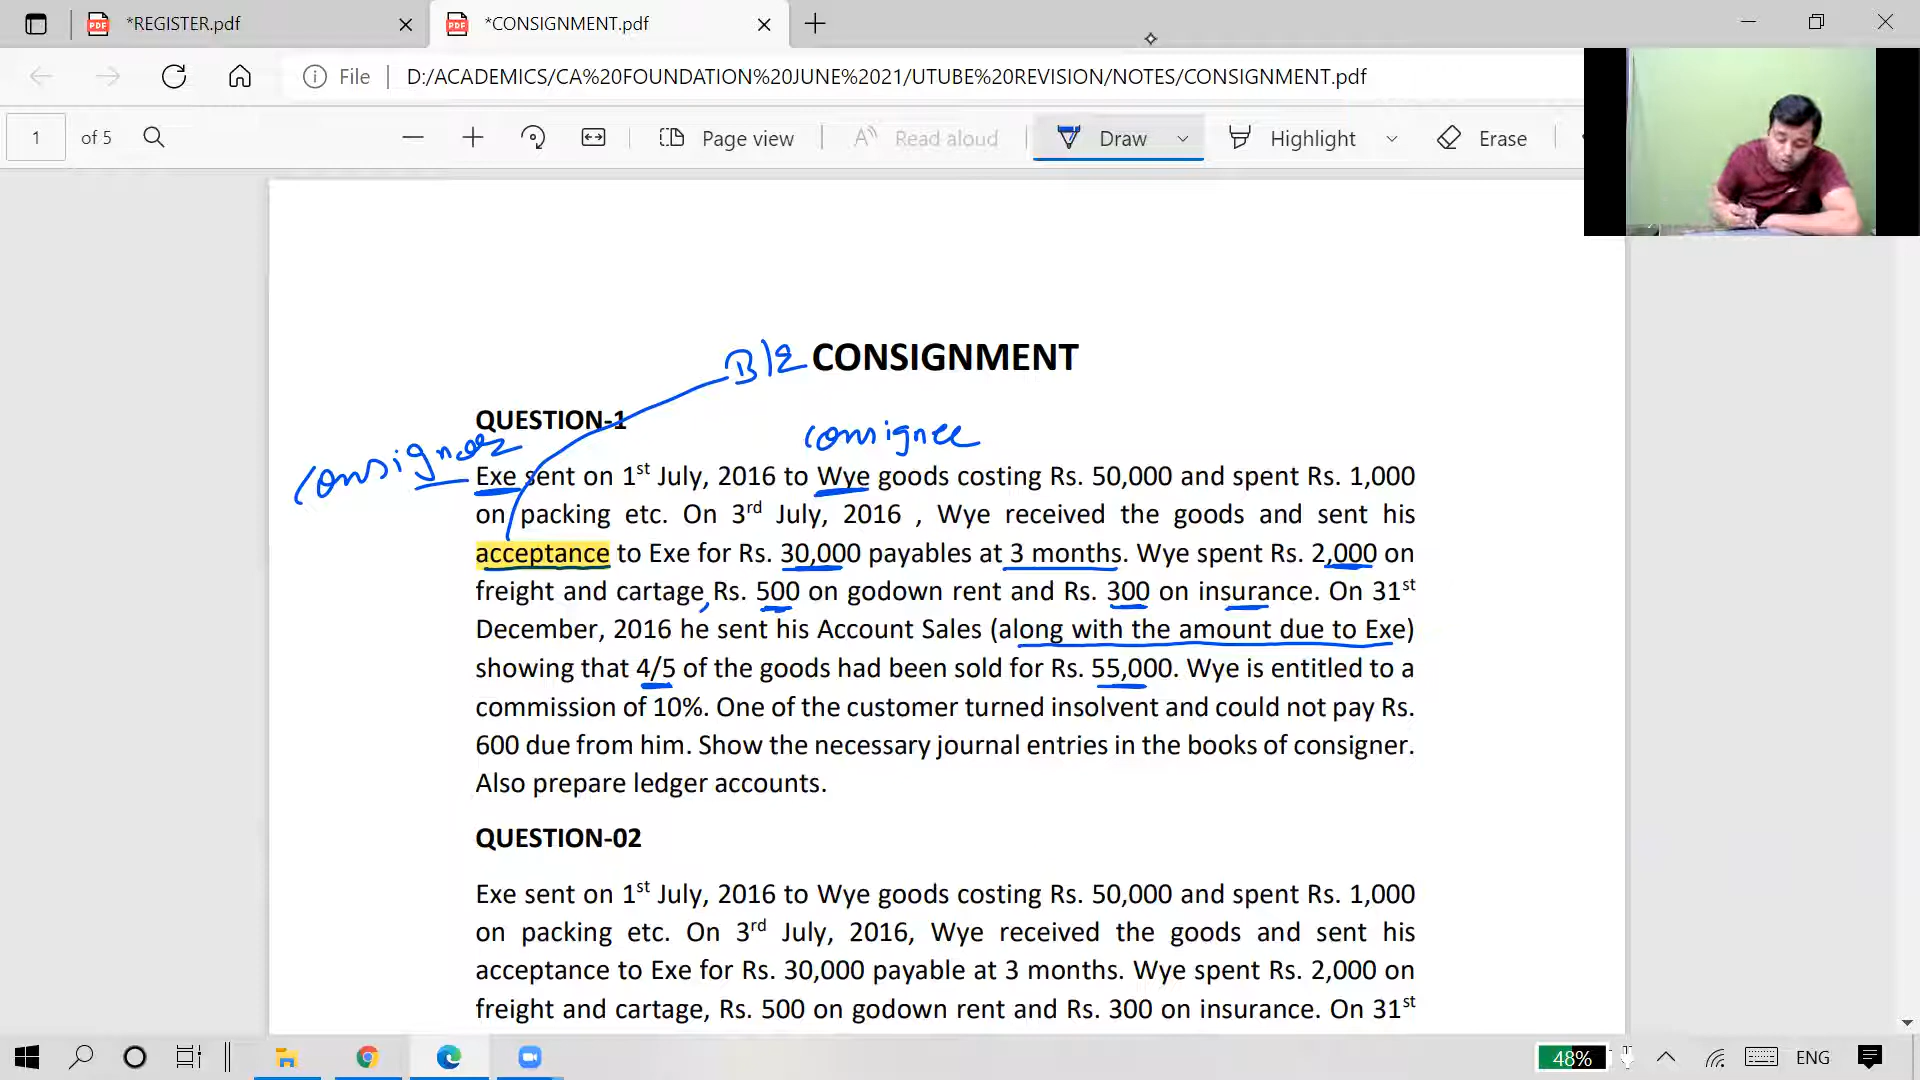 *REGISTER.pdf
*CONSIGNMENT.pdf
File
D:/ACADEMICS/CA%20FOUNDATION%20JUNE%2021/UTUBE%20REVISION/NOTES/CONSIGNMENT.pdf
1 of 5
Page view
Read aloud
Draw
Highlight
Erase
B/E CONSIGNMENT
QUESTION-1
consignee
consignor
Exe sent on 1st July, 2016 to Wye goods costing Rs. 50,000 and spent Rs. 1,000
on packing etc. On 3rd July, 2016 , Wye received the goods and sent his
acceptance to Exe for Rs. 30,000 payables at 3 months. Wye spent Rs. 2,000 on
freight and cartage, Rs. 500 on godown rent and Rs. 300 on insurance. On 31st
December, 2016 he sent his Account Sales (along with the amount due to Exe)
showing that 4/5 of the goods had been sold for Rs. 55,000. Wye is entitled to a
commission of 10%. One of the customer turned insolvent and could not pay Rs.
600 due from him. Show the necessary journal entries in the books of consigner.
Also prepare ledger accounts.
QUESTION-02
Exe sent on 1st July, 2016 to Wye goods costing Rs. 50,000 and spent Rs. 1,000
on packing etc. On 3rd July, 2016, Wye received the goods and sent his
acceptance to Exe for Rs. 30,000 payable at 3 months. Wye spent Rs. 2,000 on
freight and cartage, Rs. 500 on godown rent and Rs. 300 on insurance. On 31st
48%
ENG